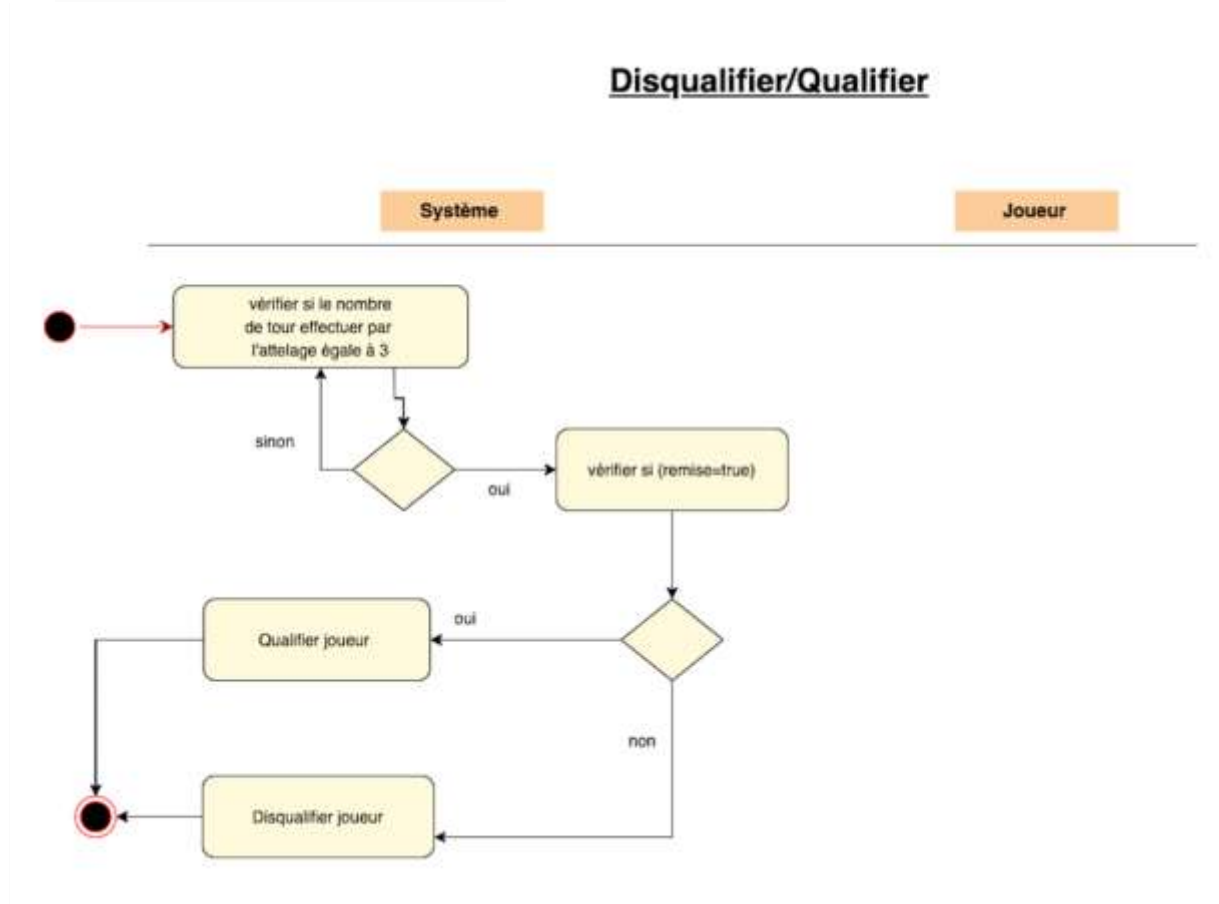 Disqualifier/Qualifier
Système
Joueur
vérifier si le nombre
de tour effectuer par
l'attelage égale à 3
sinon
oui
vérifier si (remise=true)
oui
Qualifier joueur
non
Disqualifier joueur